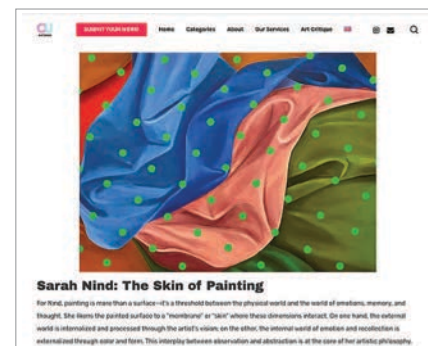 SUBMIT YOUR WORK Home Categories About Our Services Art Critique
Sarah Nind: The Skin of Painting
For Nind, painting is more than a surface—it's a threshold between the physical world and the world of emotions, memory, and
thought. She likens the painted surface to a "membrane" or "skin" where these dimensions interact. On one hand, the external
world is internalized and processed through the artist's vision; on the other, the internal world of emotion and recollection is
externalized through color and form. This interplay between observation and abstraction is at the core of her artistic philosophy.